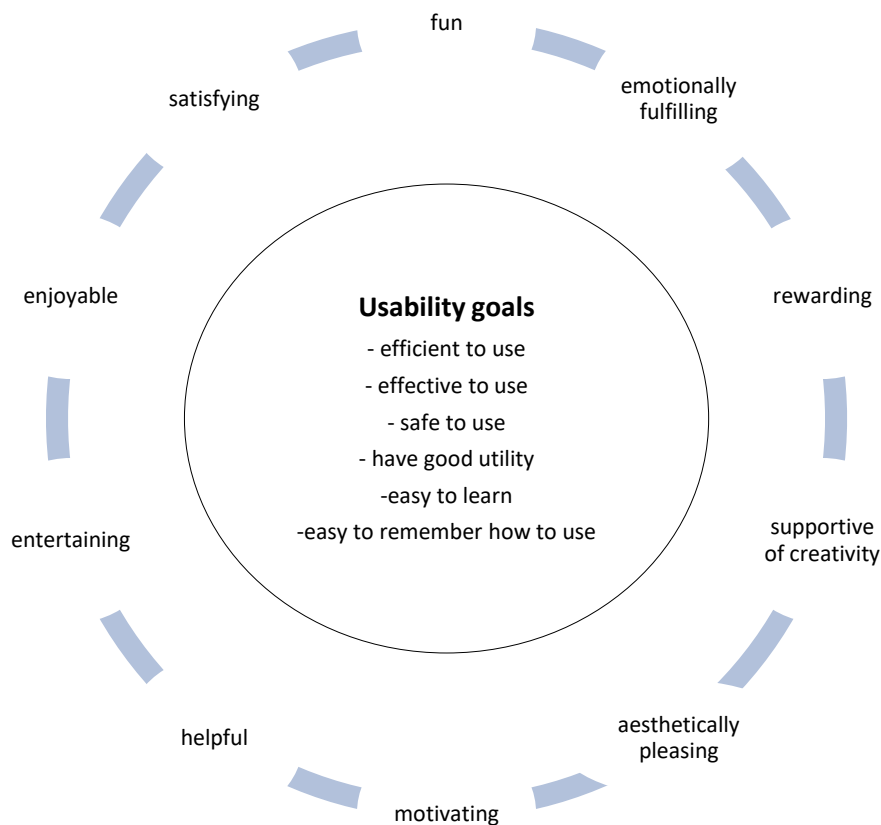 fun
emotionally
fulfilling
rewarding
supportive
of creativity
aesthetically
pleasing
motivating
helpful
entertaining
enjoyable
satisfying
Usability goals
- efficient to use
- effective to use
- safe to use
- have good utility
-easy to learn
-easy to remember how to use